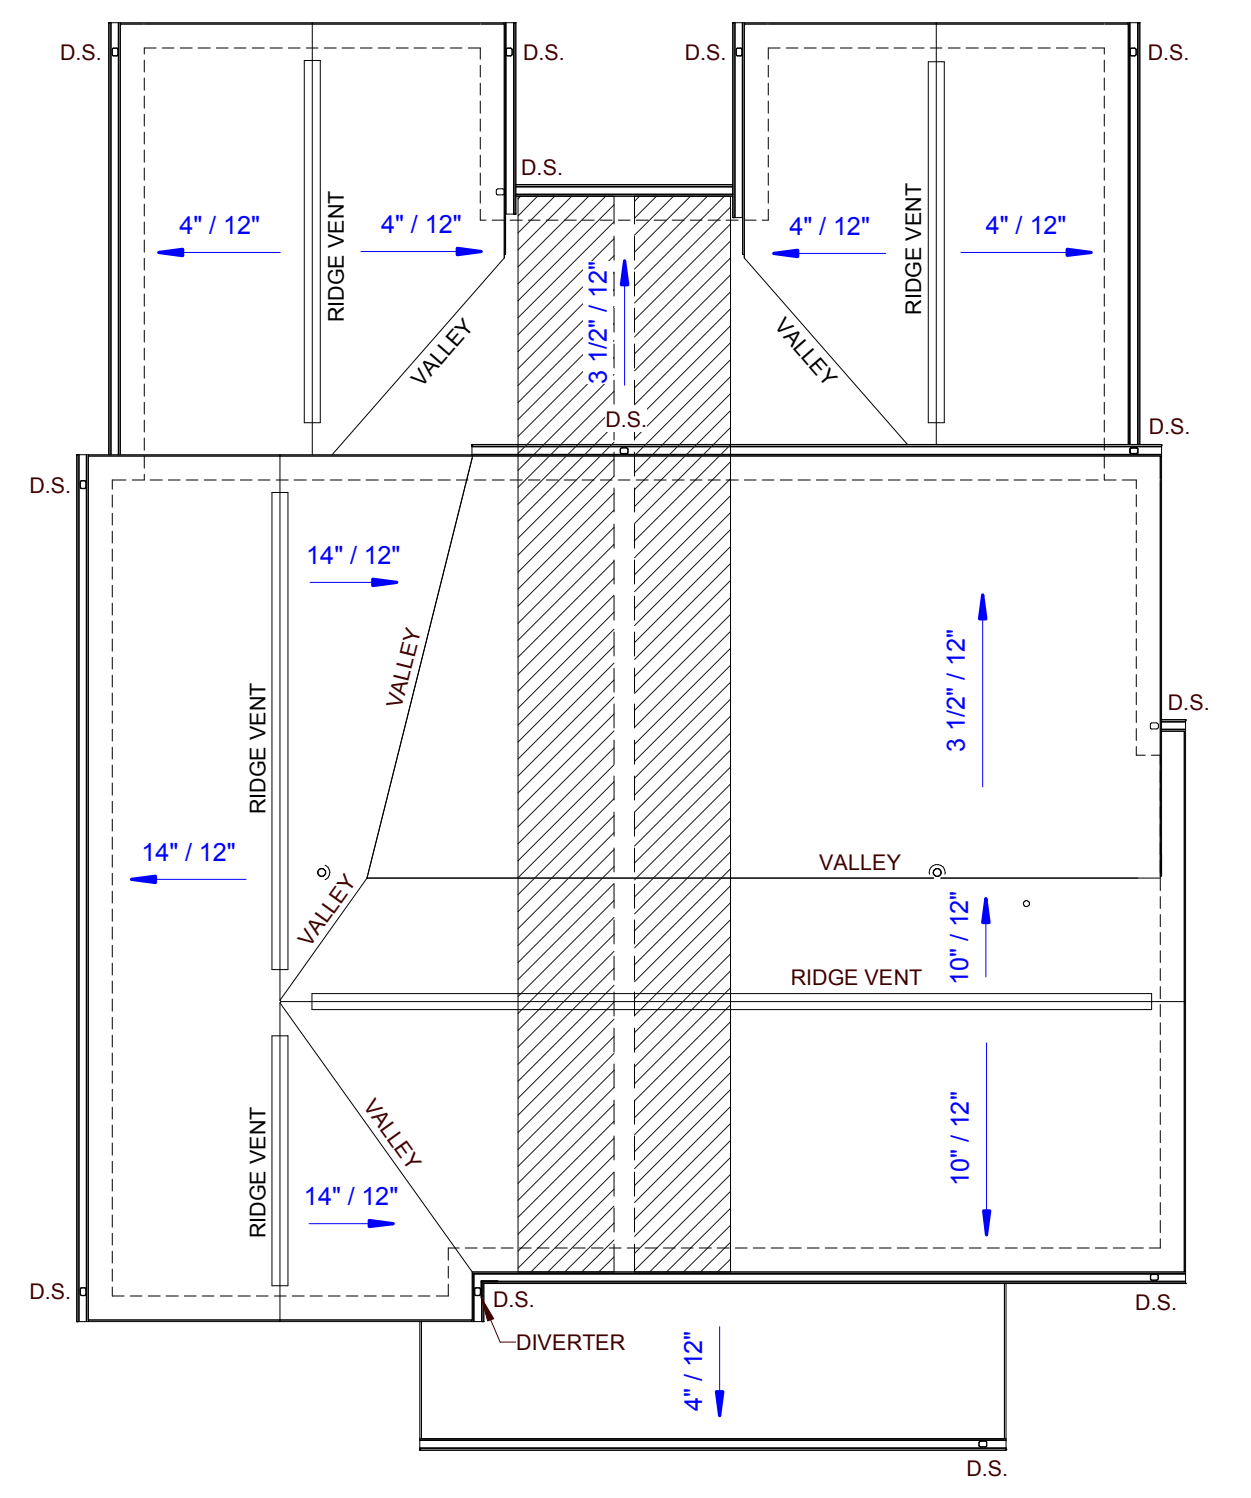 D.S.
D.S.
D.S.
D.S.
D.S.
4" / 12"
RIDGE VENT
4" / 12"
4" / 12"
RIDGE VENT
4" / 12"
3 1/2" / 12"
VALLEY
VALLEY
D.S.
D.S.
D.S.
14" / 12"
VALLEY
3 1/2" / 12"
D.S.
RIDGE VENT
14" / 12"
VALLEY
VALLEY
10" / 12"
RIDGE VENT
VALLEY
10" / 12"
RIDGE VENT
14" / 12"
D.S.
D.S.
D.S.
DIVERTER
4" / 12"
D.S.